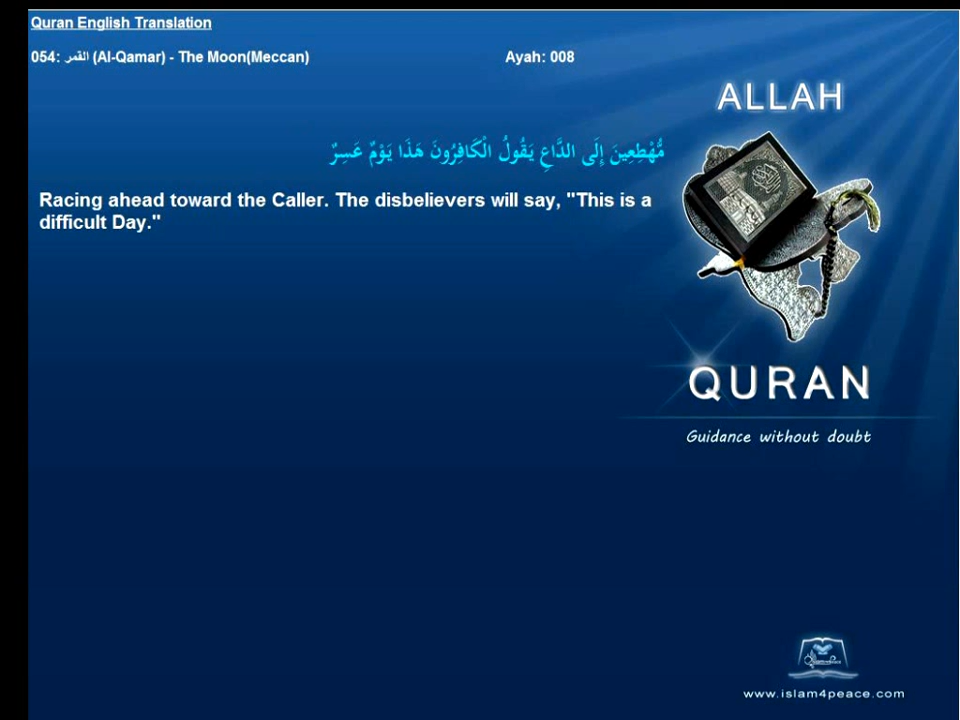 Quran English Translation
054: القمر (Al-Qamar) - The Moon(Meccan) Ayah: 008
ALLAH
مُّهْطِعِينَ إِلَى الدَّاعِ يَقُولُ الْكَافِرُونَ هَذَا يَوْمٌ عَسِرٌ
Racing ahead toward the Caller. The disbelievers will say, "This is a
difficult Day."
QURAN
Guidance without doubt
www.islam4peace.com